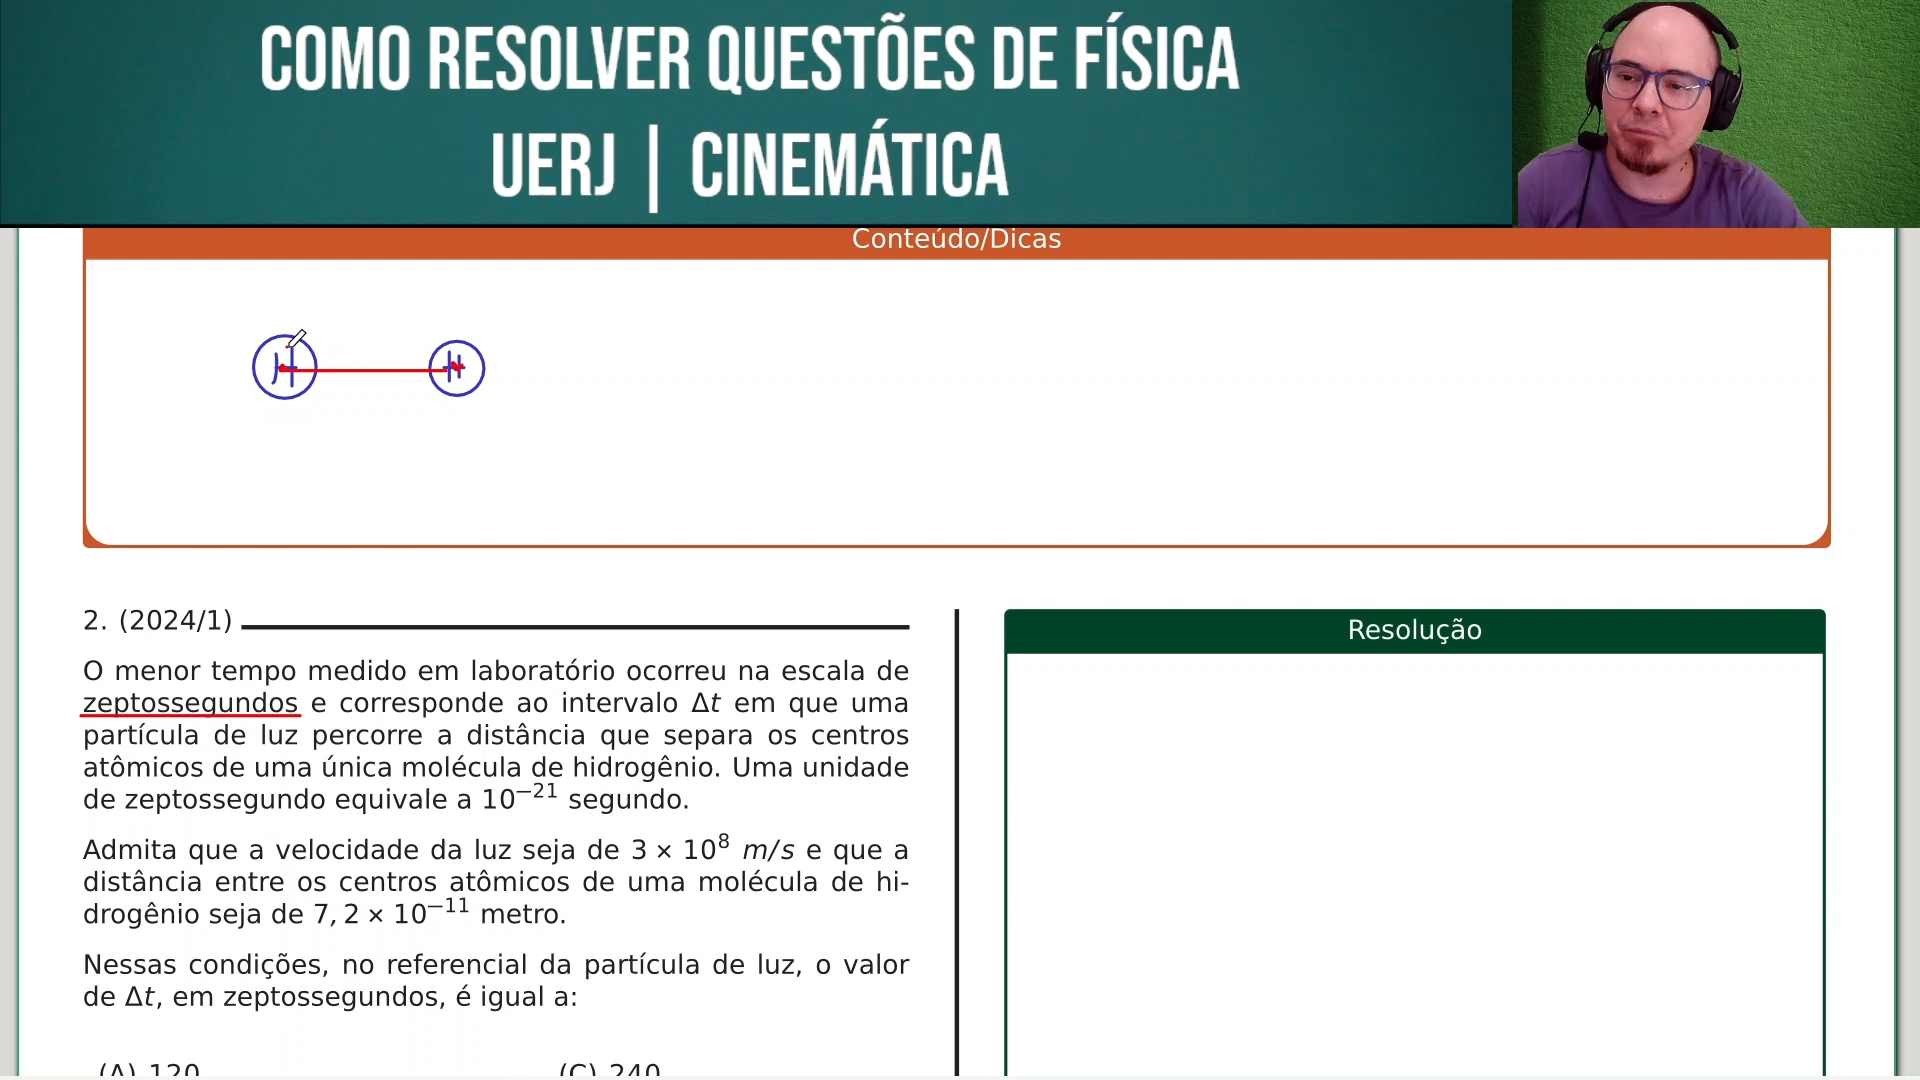 COMO RESOLVER QUESTÕES DE FÍSICA
UERJ | CINEMÁTICA
Conteúdo/Dicas
H H
2. (2024/1)
O menor tempo medido em laboratório ocorreu na escala de
zeptossegundos e corresponde ao intervalo Δt em que uma
partícula de luz percorre a distância que separa os centros
atômicos de uma única molécula de hidrogênio. Uma unidade
de zeptossegundo equivale a 10⁻²¹ segundo.
Admita que a velocidade da luz seja de 3 × 10⁸ m/s e que a
distância entre os centros atômicos de uma molécula de hi-
drogênio seja de 7, 2 × 10⁻¹¹ metro.
Nessas condições, no referencial da partícula de luz, o valor
de Δt, em zeptossegundos, é igual a:
(A) 120 (C) 240
Resolução